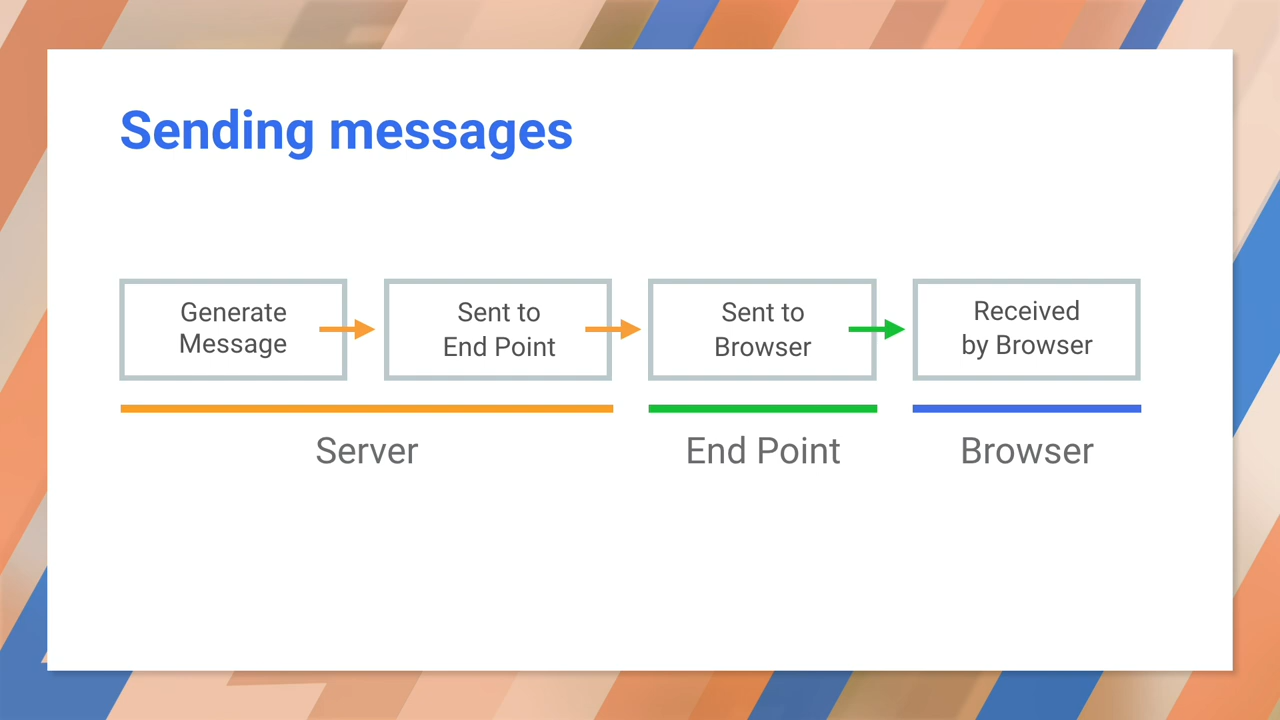 Sending messages
Generate
Message
Sent to
End Point
Sent to
Browser
Received
by Browser
Server
End Point
Browser